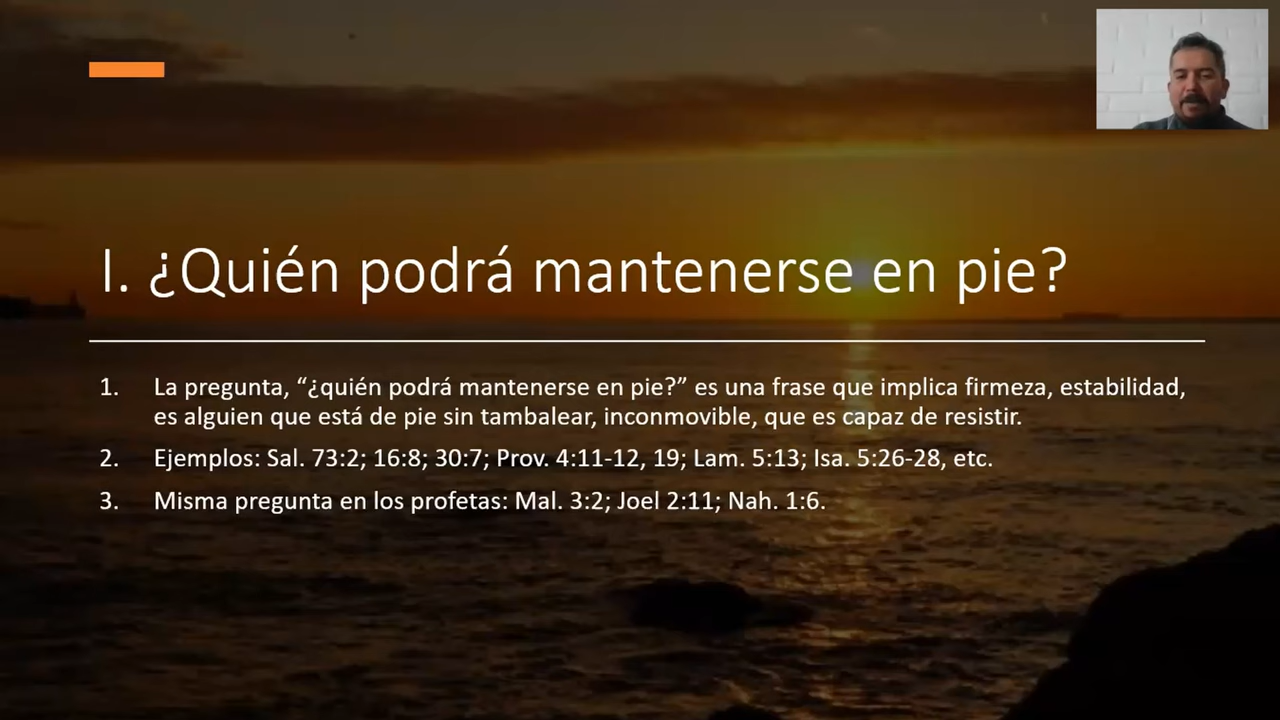 I. ¿Quién podrá mantenerse en pie?
1. La pregunta, “¿quién podrá mantenerse en pie?” es una frase que implica firmeza, estabilidad,
es alguien que está de pie sin tambalear, inconmovible, que es capaz de resistir.
2. Ejemplos: Sal. 73:2; 16:8; 30:7; Prov. 4:11-12, 19; Lam. 5:13; Isa. 5:26-28, etc.
3. Misma pregunta en los profetas: Mal. 3:2; Joel 2:11; Nah. 1:6.